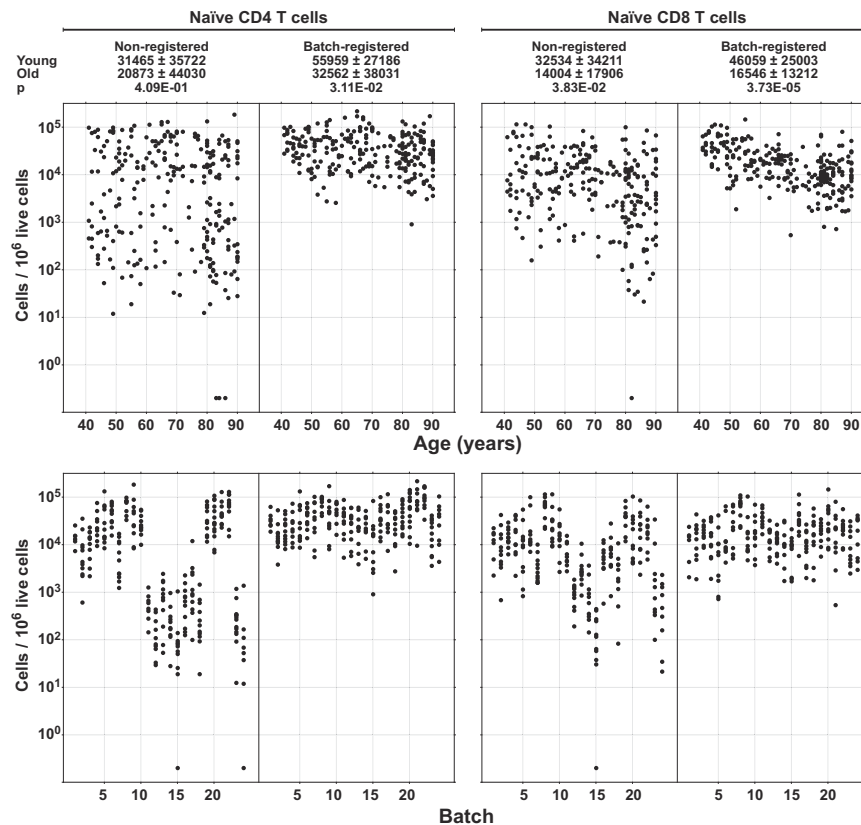 Naïve CD4 T cells Naïve CD8 T cells
Non-registered Batch-registered Non-registered Batch-registered
Young 31465 ± 35722 55959 ± 27186 32534 ± 34211 46059 ± 25003
Old 20873 ± 44030 32562 ± 38031 14004 ± 17906 16546 ± 13212
p 4.09E-01 3.11E-02 3.83E-02 3.73E-05
Cells / 10⁶ live cells
10⁵
10⁴
10³
10²
10¹
10⁰
40 50 60 70 80 90 40 50 60 70 80 90 40 50 60 70 80 90 40 50 60 70 80 90
Age (years)
Cells / 10⁶ live cells
10⁵
10⁴
10³
10²
10¹
10⁰
5 10 15 20 5 10 15 20 5 10 15 20 5 10 15 20
Batch